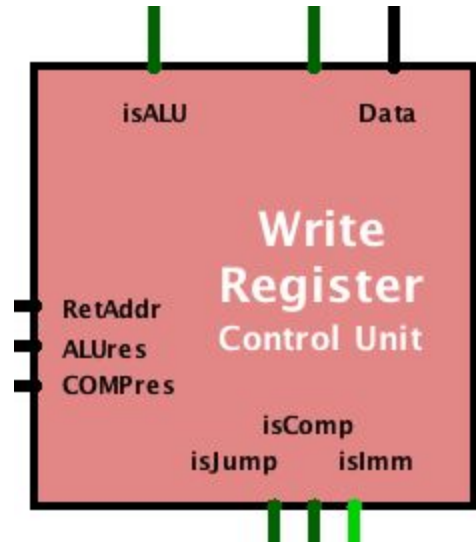 isALU Data
Write
Register
Control Unit
RetAddr
ALUres
COMPres
isComp
isJump isImm